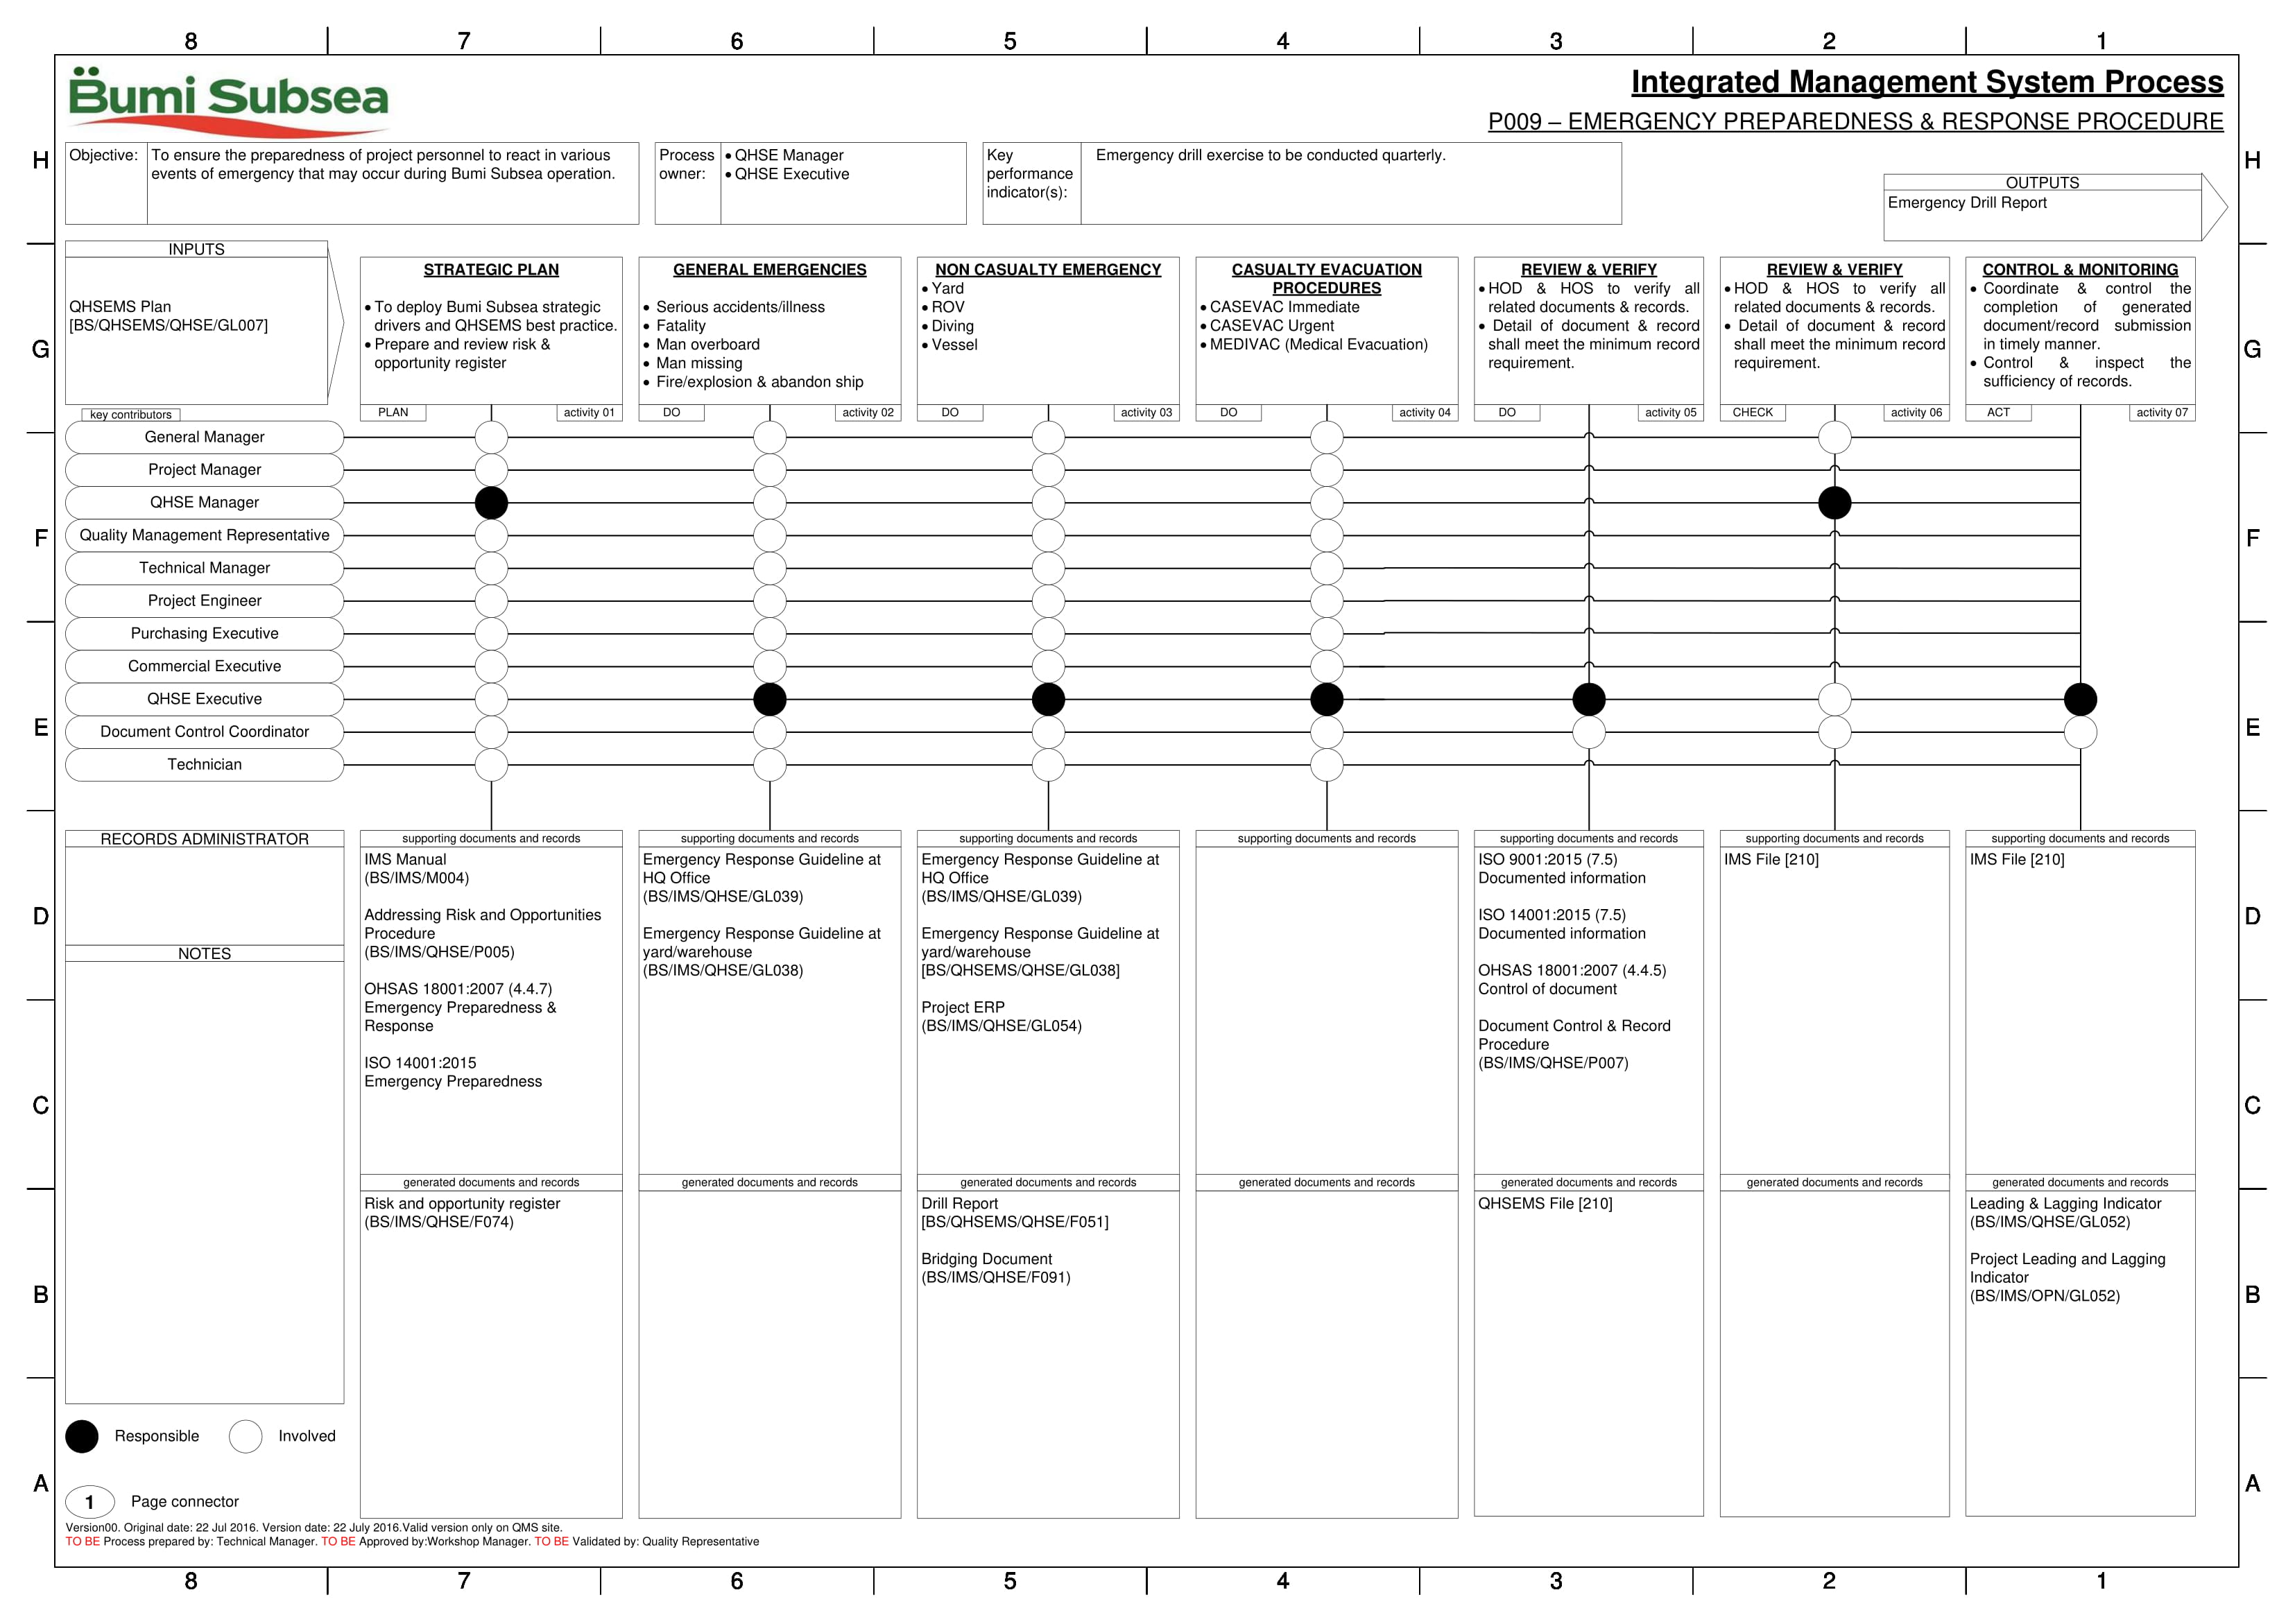 8 7 6 5 4 3 2 1
Bumi Subsea
Integrated Management System Process
P009 – EMERGENCY PREPAREDNESS & RESPONSE PROCEDURE
H
H
Objective:
To ensure the preparedness of project personnel to react in various
events of emergency that may occur during Bumi Subsea operation.
Process
owner:
• QHSE Manager
• QHSE Executive
Key
performance
indicator(s):
Emergency drill exercise to be conducted quarterly.
OUTPUTS
Emergency Drill Report
INPUTS
QHSEMS Plan
[BS/QHSEMS/QHSE/GL007]
G
G
STRATEGIC PLAN
• To deploy Bumi Subsea strategic
drivers and QHSEMS best practice.
• Prepare and review risk &
opportunity register
PLAN
activity 01
GENERAL EMERGENCIES
• Serious accidents/illness
• Fatality
• Man overboard
• Man missing
• Fire/explosion & abandon ship
DO
activity 02
NON CASUALTY EMERGENCY
• Yard
• ROV
• Diving
• Vessel
DO
activity 03
CASUALTY EVACUATION
PROCEDURES
• CASEVAC Immediate
• CASEVAC Urgent
• MEDIVAC (Medical Evacuation)
DO
activity 04
REVIEW & VERIFY
• HOD & HOS to verify all
related documents & records.
• Detail of document & record
shall meet the minimum record
requirement.
DO
activity 05
REVIEW & VERIFY
• HOD & HOS to verify all
related documents & records.
• Detail of document & record
shall meet the minimum record
requirement.
CHECK
activity 06
CONTROL & MONITORING
• Coordinate & control the
completion of generated
document/record submission
in timely manner.
• Control & inspect the
sufficiency of records.
ACT
activity 07
key contributors
General Manager
Project Manager
QHSE Manager
Quality Management Representative
Technical Manager
Project Engineer
Purchasing Executive
Commercial Executive
QHSE Executive
Document Control Coordinator
Technician
F
F
E
E
RECORDS ADMINISTRATOR
NOTES
D
D
C
C
B
B
A
A
supporting documents and records
IMS Manual
(BS/IMS/M004)
Addressing Risk and Opportunities
Procedure
(BS/IMS/QHSE/P005)
OHSAS 18001:2007 (4.4.7)
Emergency Preparedness &
Response
ISO 14001:2015
Emergency Preparedness
generated documents and records
Risk and opportunity register
(BS/IMS/QHSE/F074)
supporting documents and records
Emergency Response Guideline at
HQ Office
(BS/IMS/QHSE/GL039)
Emergency Response Guideline at
yard/warehouse
(BS/IMS/QHSE/GL038)
generated documents and records
supporting documents and records
Emergency Response Guideline at
HQ Office
(BS/IMS/QHSE/GL039)
Emergency Response Guideline at
yard/warehouse
[BS/QHSEMS/QHSE/GL038]
Project ERP
(BS/IMS/QHSE/GL054)
generated documents and records
Drill Report
[BS/QHSEMS/QHSE/F051]
Bridging Document
(BS/IMS/QHSE/F091)
supporting documents and records
generated documents and records
supporting documents and records
ISO 9001:2015 (7.5)
Documented information
ISO 14001:2015 (7.5)
Documented information
OHSAS 18001:2007 (4.4.5)
Control of document
Document Control & Record
Procedure
(BS/IMS/QHSE/P007)
generated documents and records
QHSEMS File [210]
supporting documents and records
IMS File [210]
generated documents and records
supporting documents and records
IMS File [210]
generated documents and records
Leading & Lagging Indicator
(BS/IMS/QHSE/GL052)
Project Leading and Lagging
Indicator
(BS/IMS/OPN/GL052)
Responsible
Involved
1 Page connector
Version00. Original date: 22 Jul 2016. Version date: 22 July 2016.Valid version only on QMS site.
TO BE Process prepared by: Technical Manager. TO BE Approved by:Workshop Manager. TO BE Validated by: Quality Representative
8 7 6 5 4 3 2 1